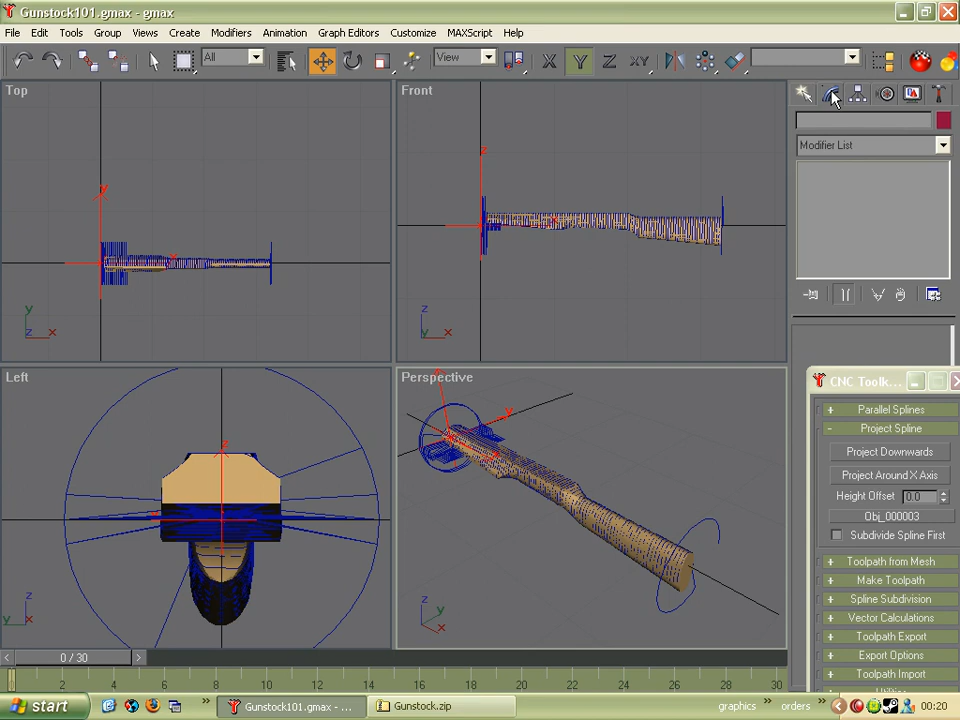 Gunstock101.gmax - gmax
File Edit Tools Group Views Create Modifiers Animation Graph Editors Customize MAXScript Help
All View X Y Z XY
Top
Front
Modifier List
y
z
x
y
z x
z
y x
Left
Perspective
CNC Toolk...
+ Parallel Splines
- Project Spline
Project Downwards
Project Around X Axis
Height Offset 0.0
Obj_000003
Subdivide Spline First
+ Toolpath from Mesh
+ Make Toolpath
+ Spline Subdivision
+ Vector Calculations
+ Toolpath Export
+ Export Options
+ Toolpath Import
z
y
z
y
x
z
y x
< 0 / 30 >
2 4 6 8 10 12 14 16 18 20 22 24 26 28 30
start » Gunstock101.gmax - ... Gunstock.zip graphics » orders » 00:20